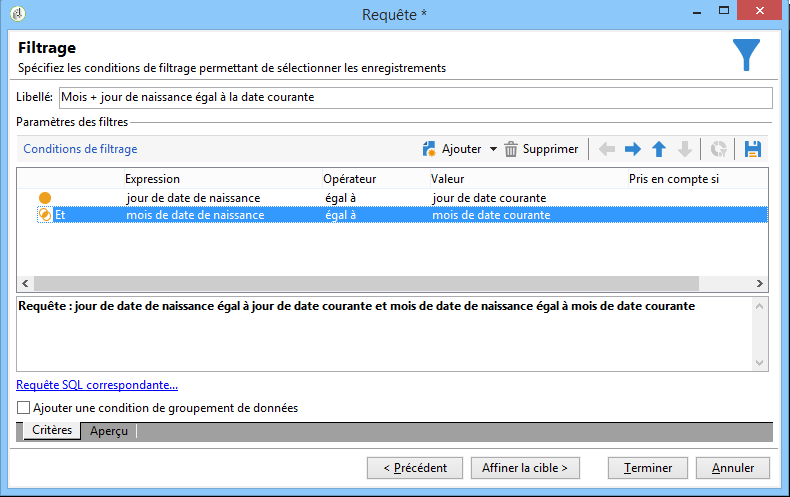 Requête *
Filtrage
Spécifiez les conditions de filtrage permettant de sélectionner les enregistrements
Libellé: Mois + jour de naissance égal à la date courante
Paramètres des filtres
Conditions de filtrage Ajouter Supprimer
Expression Opérateur Valeur Pris en compte si
jour de date de naissance égal à jour de date courante
Et mois de date de naissance égal à mois de date courante
Requête : jour de date de naissance égal à jour de date courante et mois de date de naissance égal à mois de date courante
Requête SQL correspondante...
Ajouter une condition de groupement de données
Critères Aperçu
< Précédent Affiner la cible > Terminer Annuler